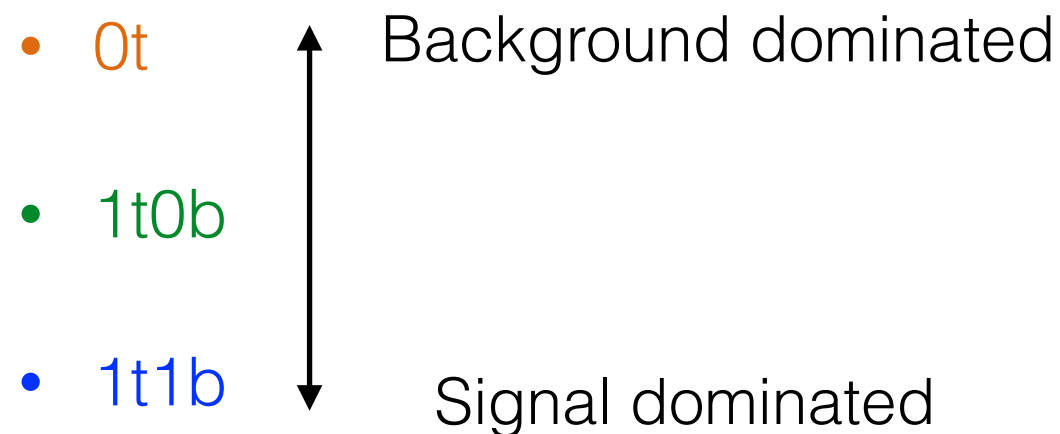 • 0t Background dominated
• 1t0b
• 1t1b Signal dominated